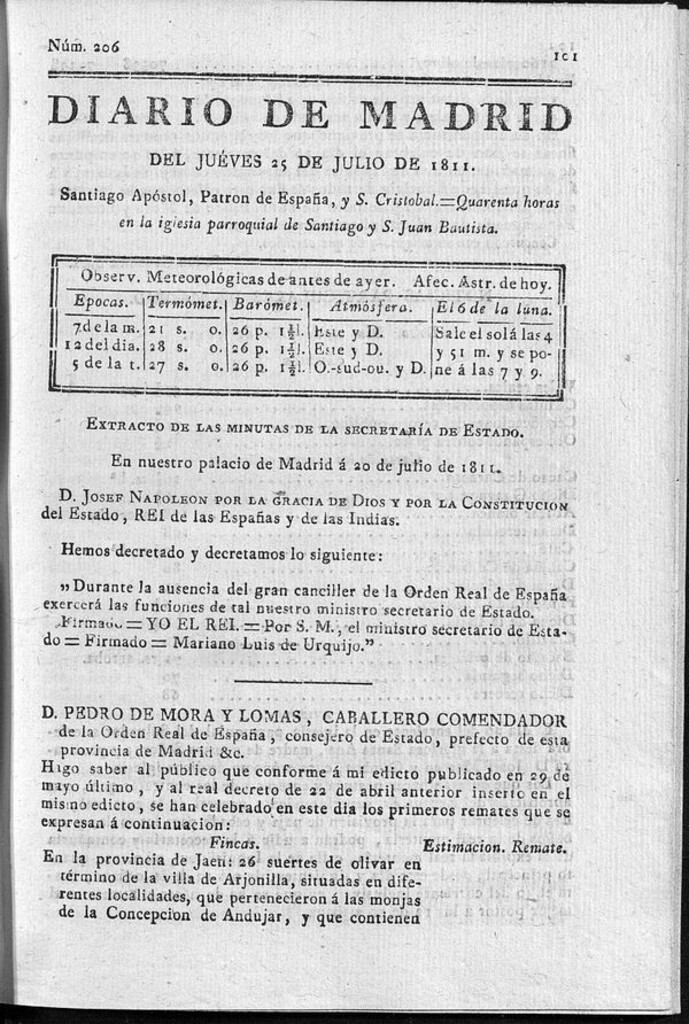 Núm. 206
101
DIARIO DE MADRID
DEL JUÉVES 25 DE JULIO DE 1811.
Santiago Apóstol, Patron de España, y S. Cristobal.=Quarenta horas
en la iglesia parroquial de Santiago y S. Juan Bautista.
Observ. Meteorológicas de antes de ayer. Afec. Astr. de hoy.
Epocas. Termómet. Barómet. Atmósfera. El 6 de la luna.
7 de la m. 21 s. 0. 26 p. 1½l. Este y D. Sale el sol á las 4
12 del dia. 28 s. 0. 26 p. 1½l. Este y D. y 51 m. y se po-
5 de la t. 27 s. 0. 26 p. 1½l. O.-sud-ou. y D. ne á las 7 y 9.
EXTRACTO DE LAS MINUTAS DE LA SECRETARÍA DE ESTADO.
En nuestro palacio de Madrid á 20 de julio de 1811.
D. JOSEF NAPOLEON POR LA GRACIA DE DIOS Y POR LA CONSTITUCION
del Estado, REI de las Españas y de las Indias.
Hemos decretado y decretamos lo siguiente:
„Durante la ausencia del gran canciller de la Orden Real de España
exercerá las funciones de tal nuestro ministro secretario de Estado.
Firmado = YO EL REI. = Por S. M., el ministro secretario de Esta-
do = Firmado = Mariano Luis de Urquijo.”
D. PEDRO DE MORA Y LOMAS, CABALLERO COMENDADOR
de la Orden Real de España, consejero de Estado, prefecto de esta
provincia de Madrid &c.
Hago saber al público que conforme á mi edicto publicado en 29 de
mayo último, y al real decreto de 22 de abril anterior inserto en el
mismo edicto, se han celebrado en este dia los primeros remates que se
expresan á continuacion:
Fincas. Estimacion. Remate.
En la provincia de Jaen: 26 suertes de olivar en
término de la villa de Arjonilla, situadas en dife-
rentes localidades, que pertenecieron á las monjas
de la Concepcion de Andujar, y que contienen